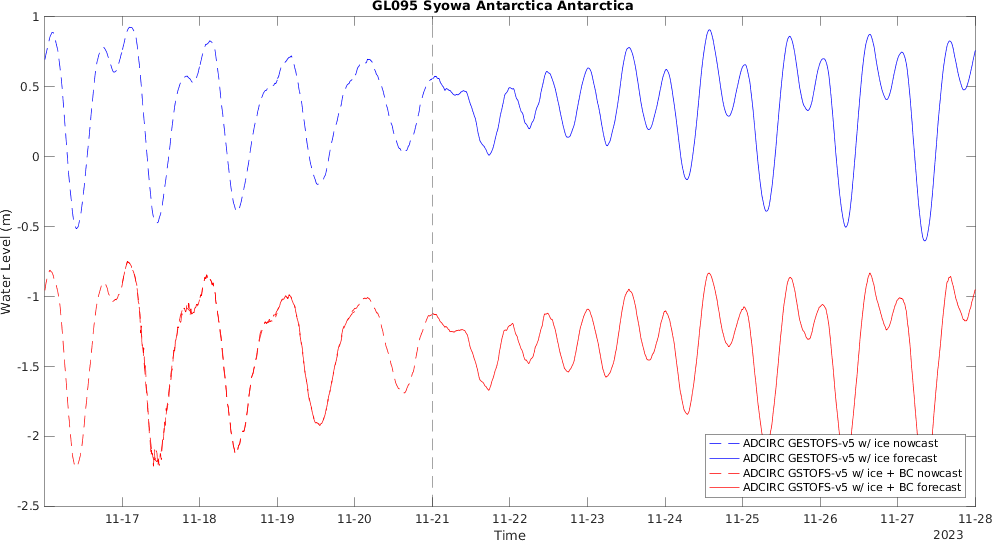 GL095 Syowa Antarctica Antarctica
1
0.5
0
-0.5
-1
-1.5
-2
-2.5
Water Level (m)
ADCIRC GESTOFS-v5 w/ ice nowcast
ADCIRC GESTOFS-v5 w/ ice forecast
ADCIRC GSTOFS-v5 w/ ice + BC nowcast
ADCIRC GSTOFS-v5 w/ ice + BC forecast
11-17 11-18 11-19 11-20 11-21 11-22 11-23 11-24 11-25 11-26 11-27 11-28
Time
2023